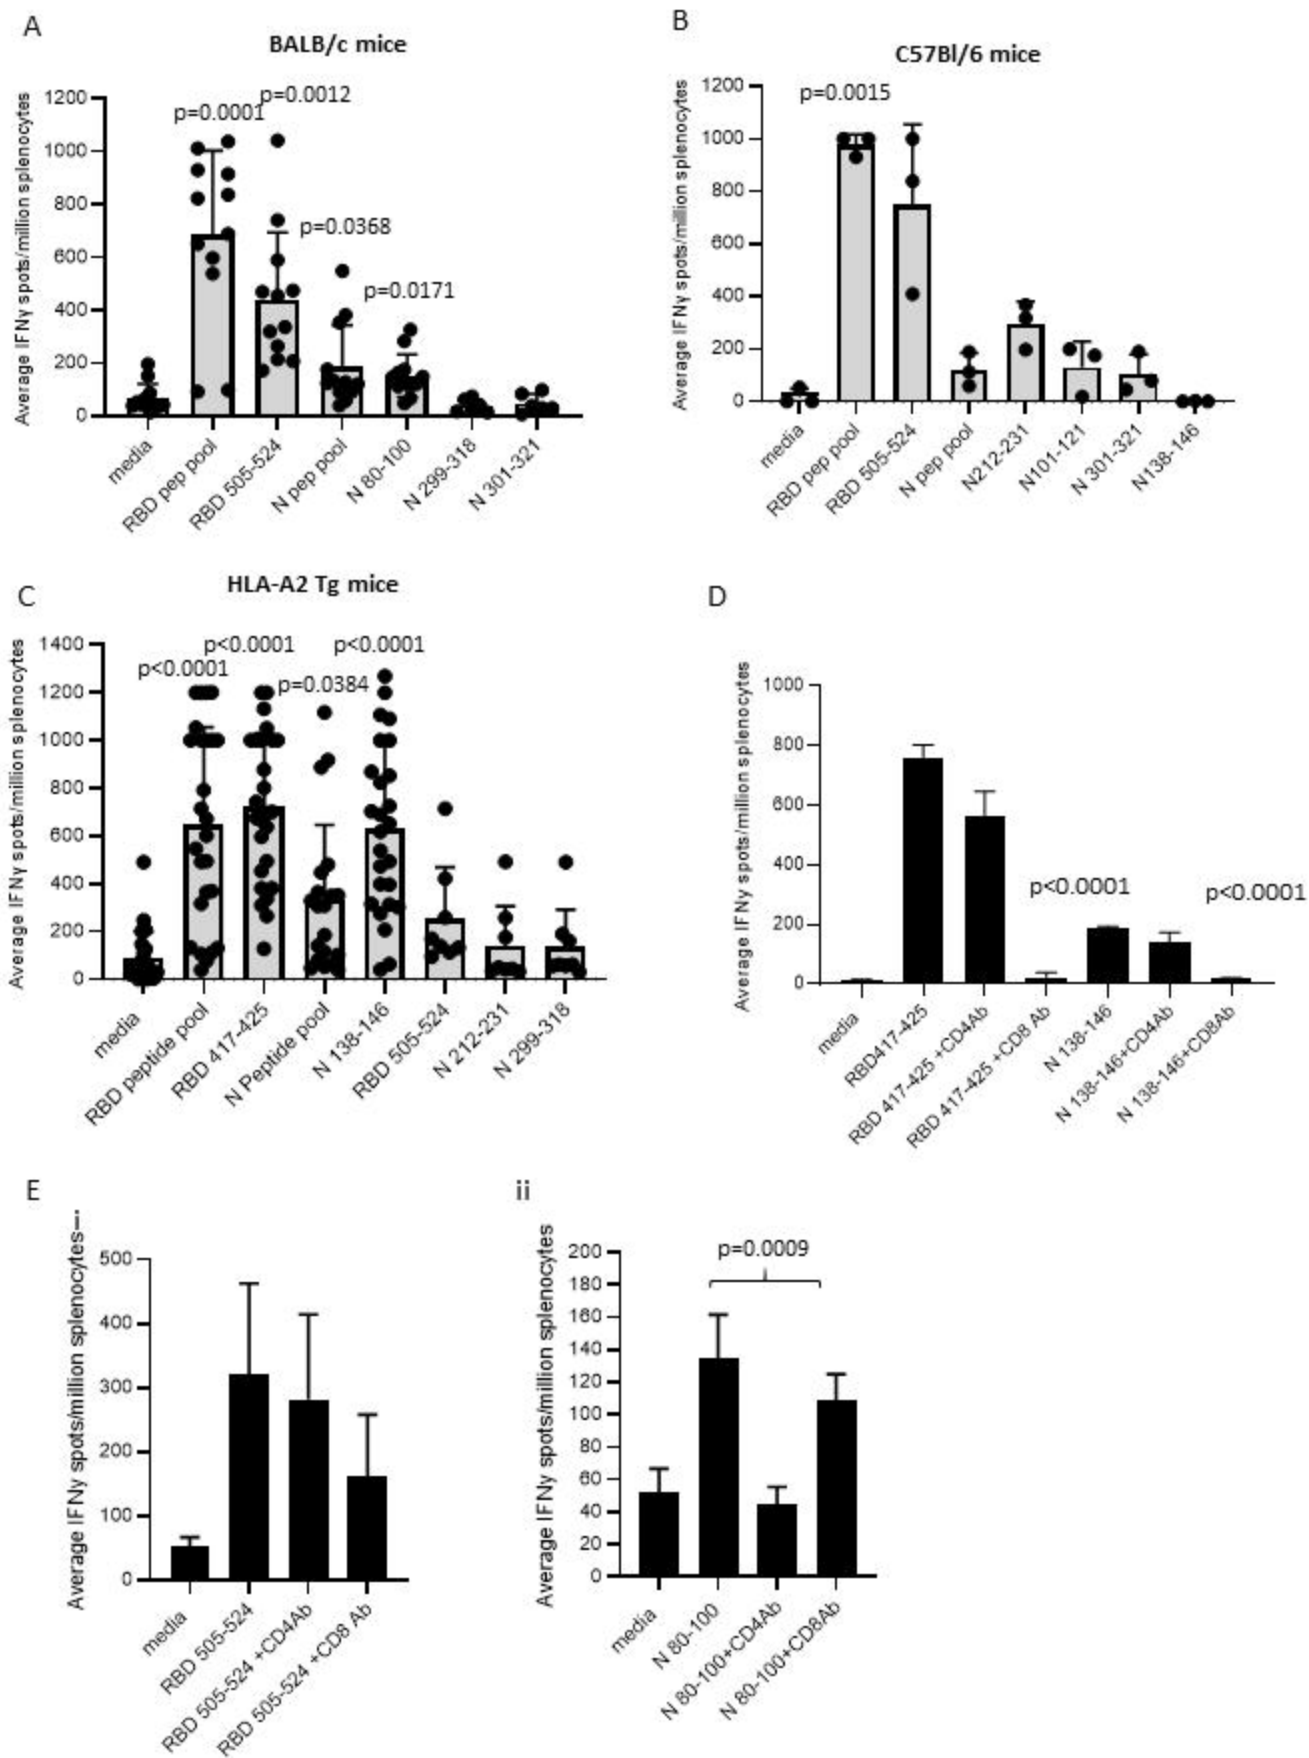 A
BALB/c mice
Average IFNγ spots/million splenocytes
1200
1000
800
600
400
200
0
p=0.0001
p=0.0012
p=0.0368
p=0.0171
media
RBD pep pool
RBD 505-524
N pep pool
N 80-100
N 299-318
N 301-321
B
C57Bl/6 mice
Average IFNγ spots/million splenocytes
1200
1000
800
600
400
200
0
p=0.0015
media
RBD pep pool
RBD 505-524
N pep pool
N212-231
N101-121
N 301-321
N138-146
C
HLA-A2 Tg mice
Average IFNγ spots/million splenocytes
1400
1200
1000
800
600
400
200
0
p<0.0001
p<0.0001
p=0.0384
p<0.0001
media
RBD peptide pool
RBD 417-425
N Peptide pool
N 138-146
RBD 505-524
N 212-231
N 299-318
D
Average IFNγ spots/million splenocytes
1000
800
600
400
200
0
p<0.0001
p<0.0001
media
RBD417-425
RBD 417-425 +CD4Ab
RBD 417-425 +CD8 Ab
N 138-146
N 138-146+CD4Ab
N 138-146+CD8Ab
E
i
Average IFNγ spots/million splenocytes
500
400
300
200
100
0
media
RBD 505-524
RBD 505-524 +CD4Ab
RBD 505-524 +CD8 Ab
ii
Average IFNγ spots/million splenocytes
200
180
160
140
120
100
80
60
40
20
0
p=0.0009
media
N 80-100
N 80-100+CD4Ab
N 80-100+CD8Ab